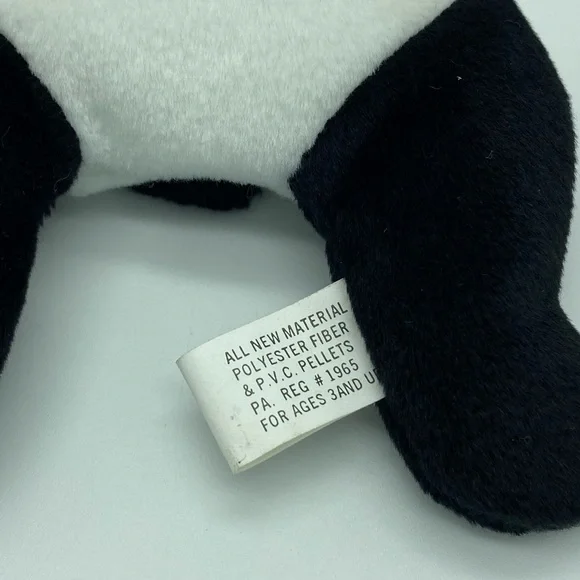 ALL NEW MATERIAL
POLYESTER FIBER
& P.V.C. PELLETS
PA. REG # 1965
FOR AGES 3AND U